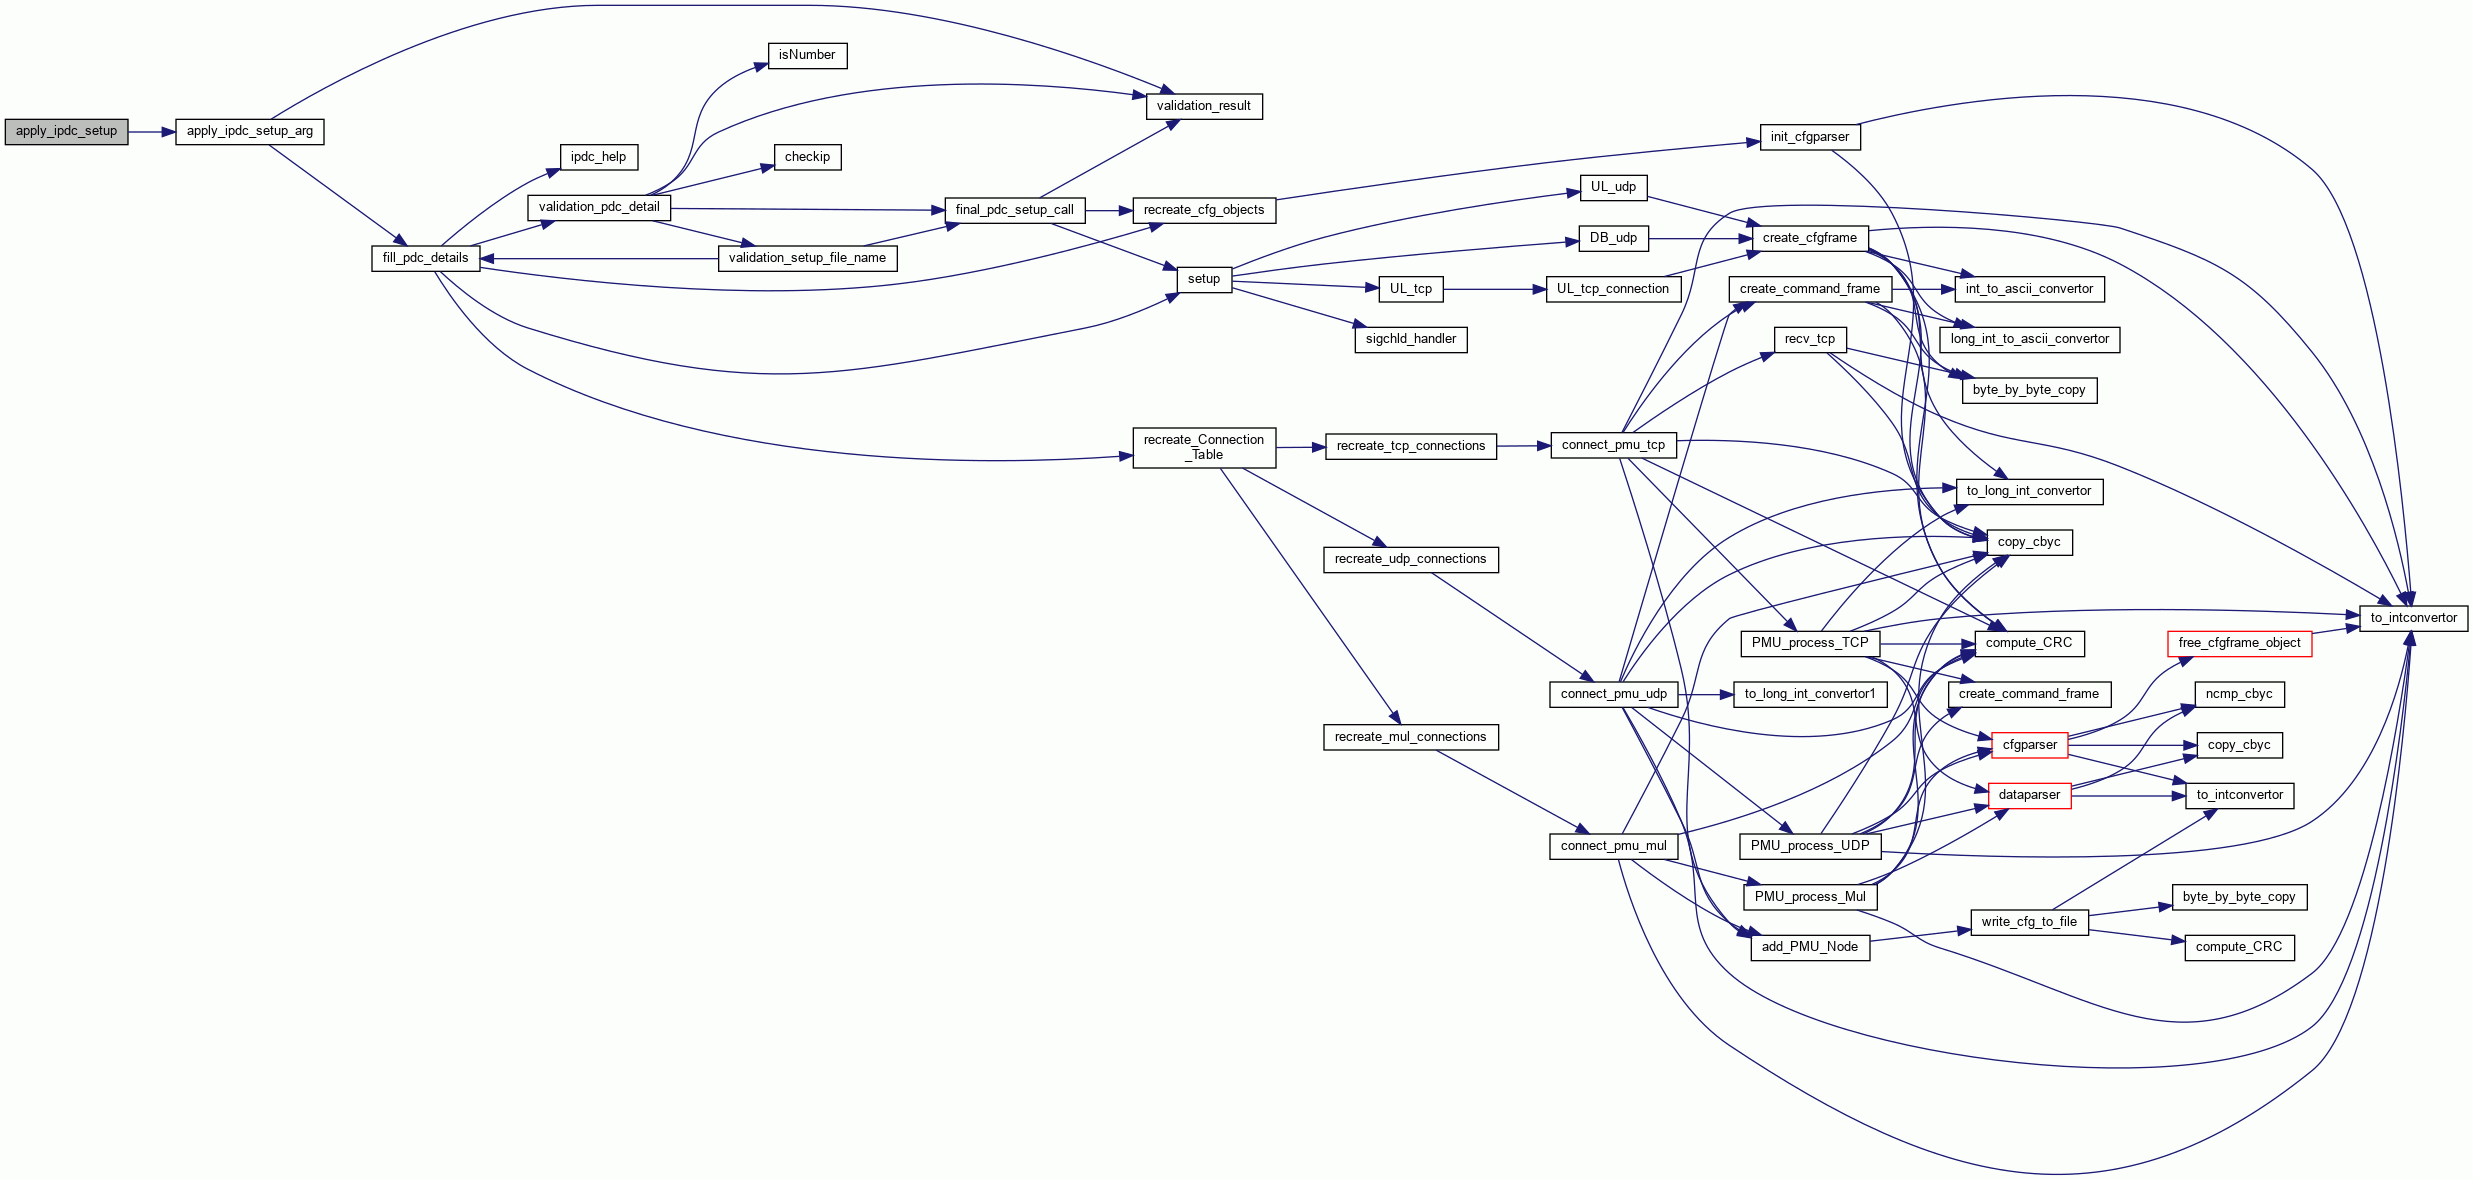 apply_ipdc_setup
apply_ipdc_setup_arg
fill_pdc_details
ipdc_help
validation_pdc_detail
isNumber
checkip
validation_setup_file_name
final_pdc_setup_call
validation_result
recreate_cfg_objects
setup
recreate_Connection
_Table
UL_tcp
sigchld_handler
recreate_tcp_connections
recreate_udp_connections
recreate_mul_connections
UL_udp
DB_udp
UL_tcp_connection
connect_pmu_tcp
connect_pmu_udp
connect_pmu_mul
init_cfgparser
create_cfgframe
create_command_frame
recv_tcp
PMU_process_TCP
to_long_int_convertor1
PMU_process_UDP
PMU_process_Mul
add_PMU_Node
int_to_ascii_convertor
long_int_to_ascii_convertor
byte_by_byte_copy
to_long_int_convertor
copy_cbyc
compute_CRC
create_command_frame
cfgparser
dataparser
write_cfg_to_file
free_cfgframe_object
ncmp_cbyc
copy_cbyc
to_intconvertor
byte_by_byte_copy
compute_CRC
to_intconvertor